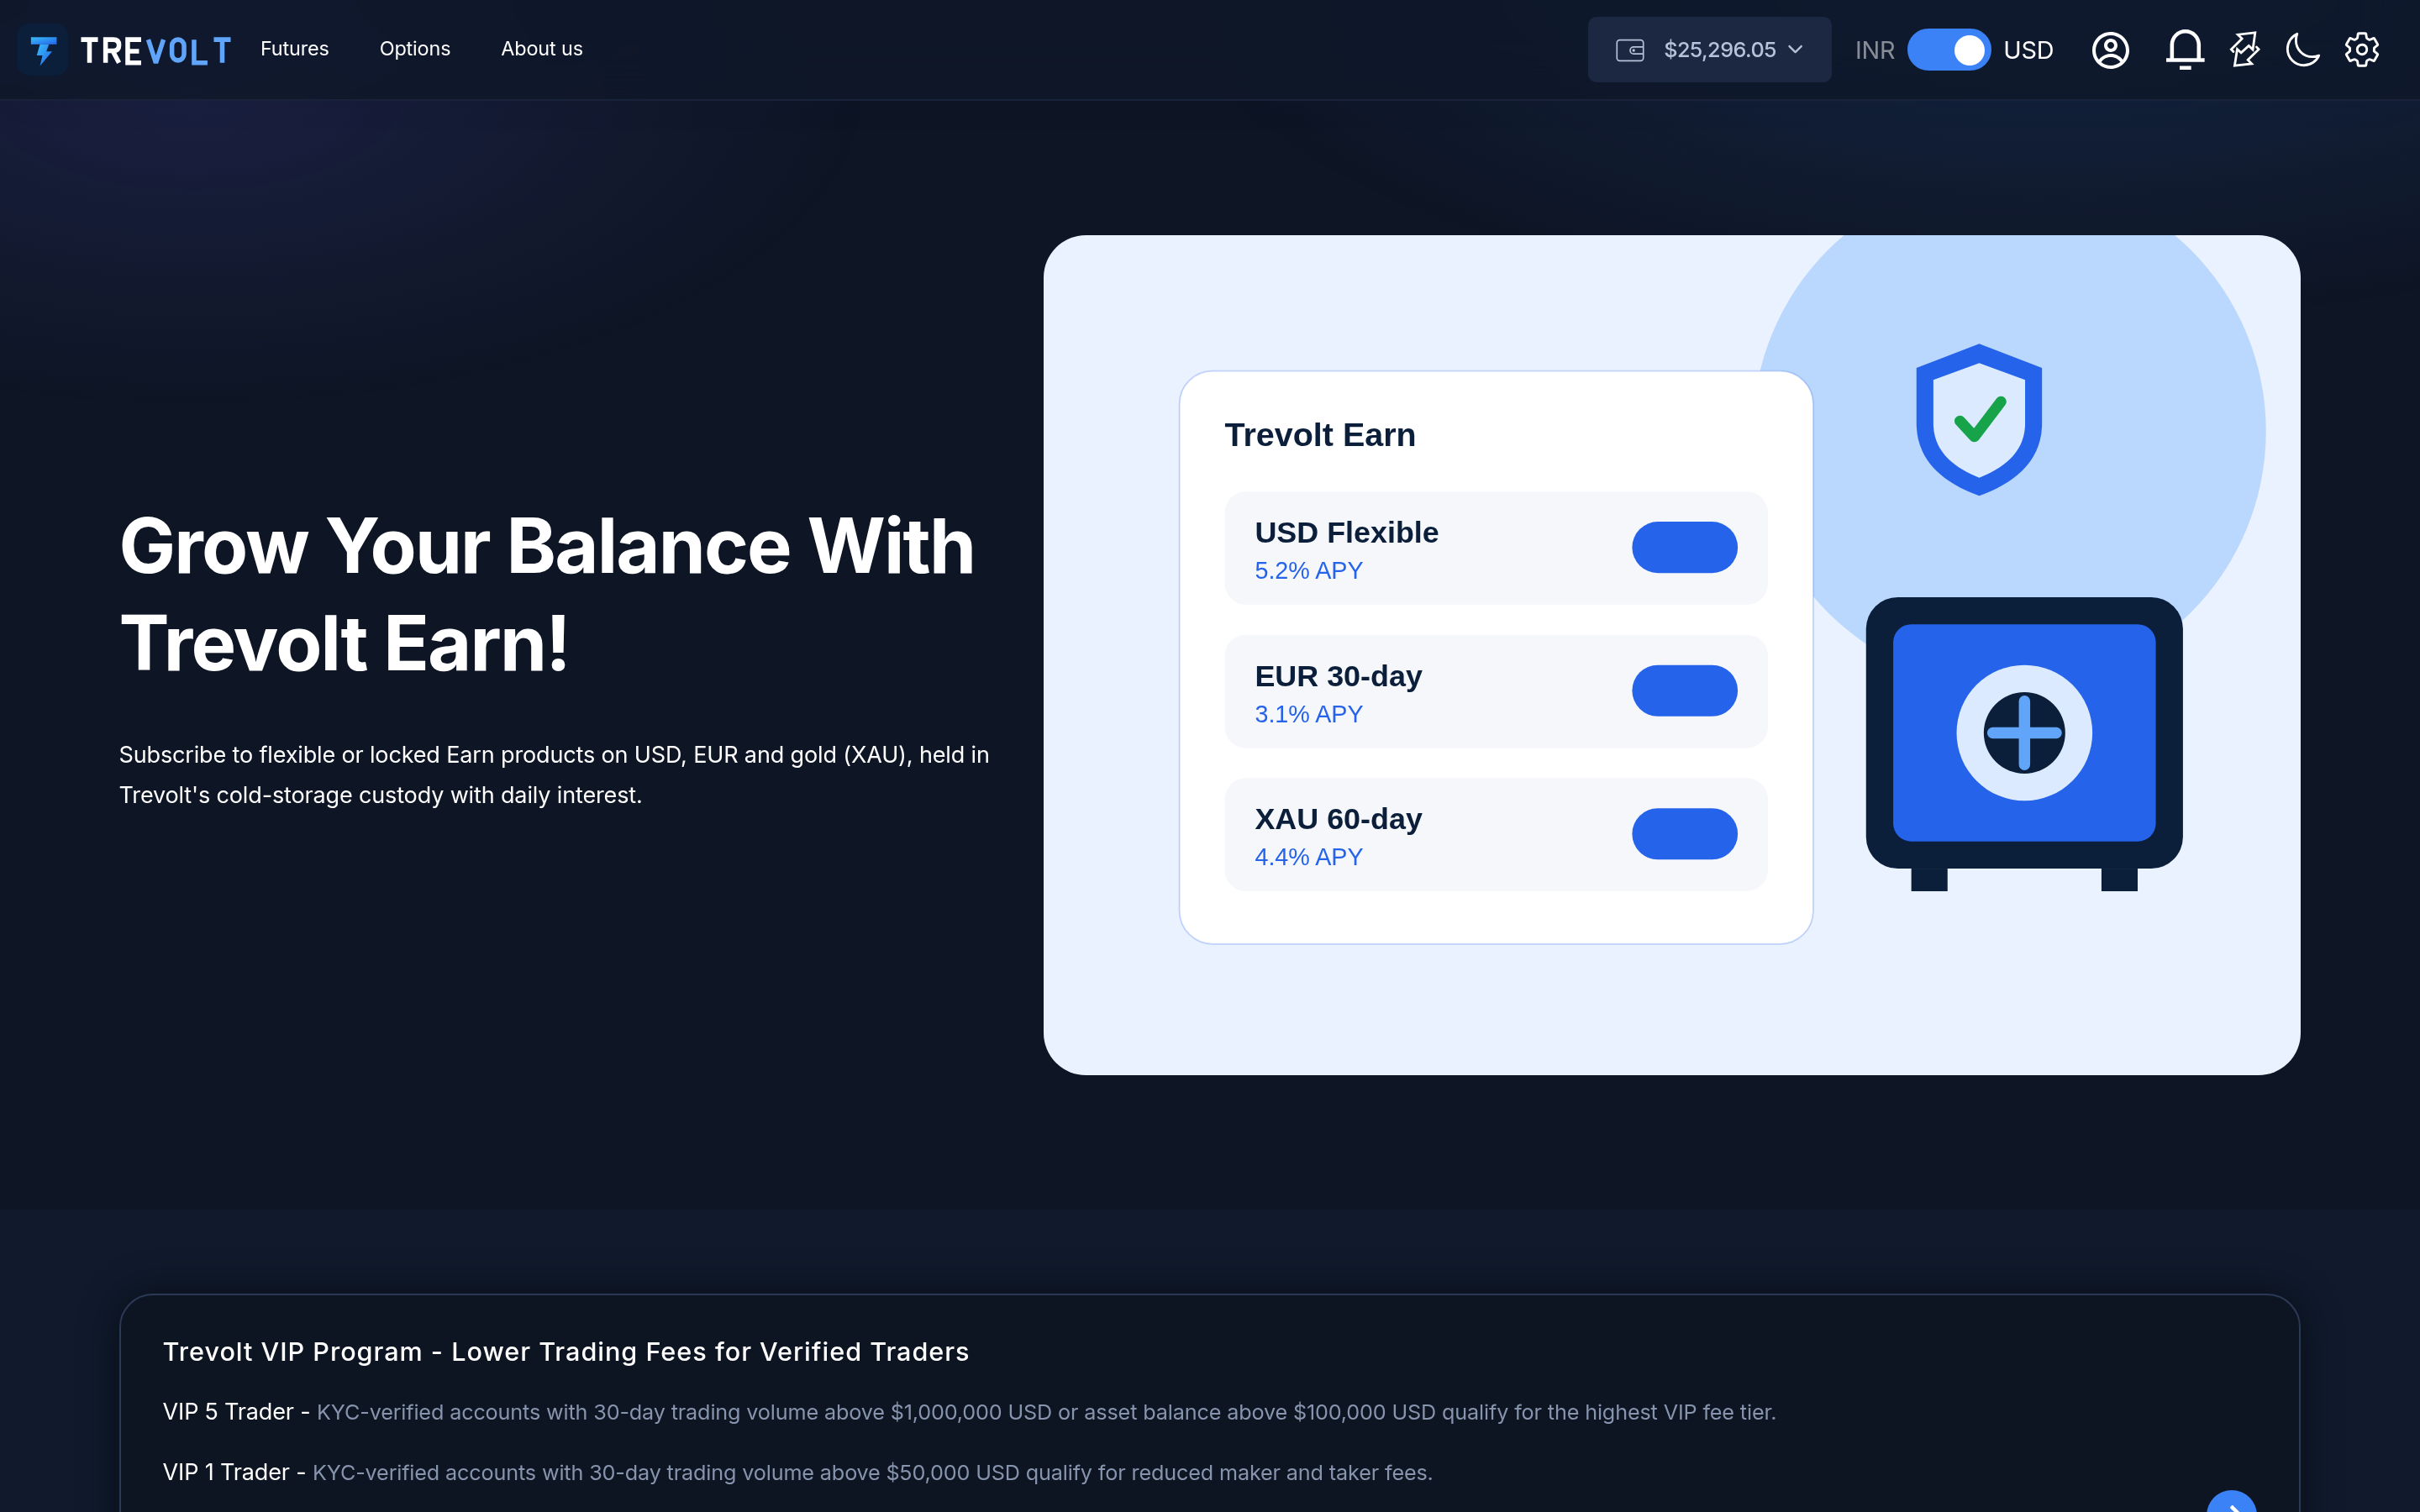 TREVOLT Futures Options About us $25,296.05 INR USD
Grow Your Balance With
Trevolt Earn!
Subscribe to flexible or locked Earn products on USD, EUR and gold (XAU), held in
Trevolt's cold-storage custody with daily interest.
Trevolt Earn
USD Flexible
5.2% APY
EUR 30-day
3.1% APY
XAU 60-day
4.4% APY
Trevolt VIP Program - Lower Trading Fees for Verified Traders
VIP 5 Trader - KYC-verified accounts with 30-day trading volume above $1,000,000 USD or asset balance above $100,000 USD qualify for the highest VIP fee tier.
VIP 1 Trader - KYC-verified accounts with 30-day trading volume above $50,000 USD qualify for reduced maker and taker fees.